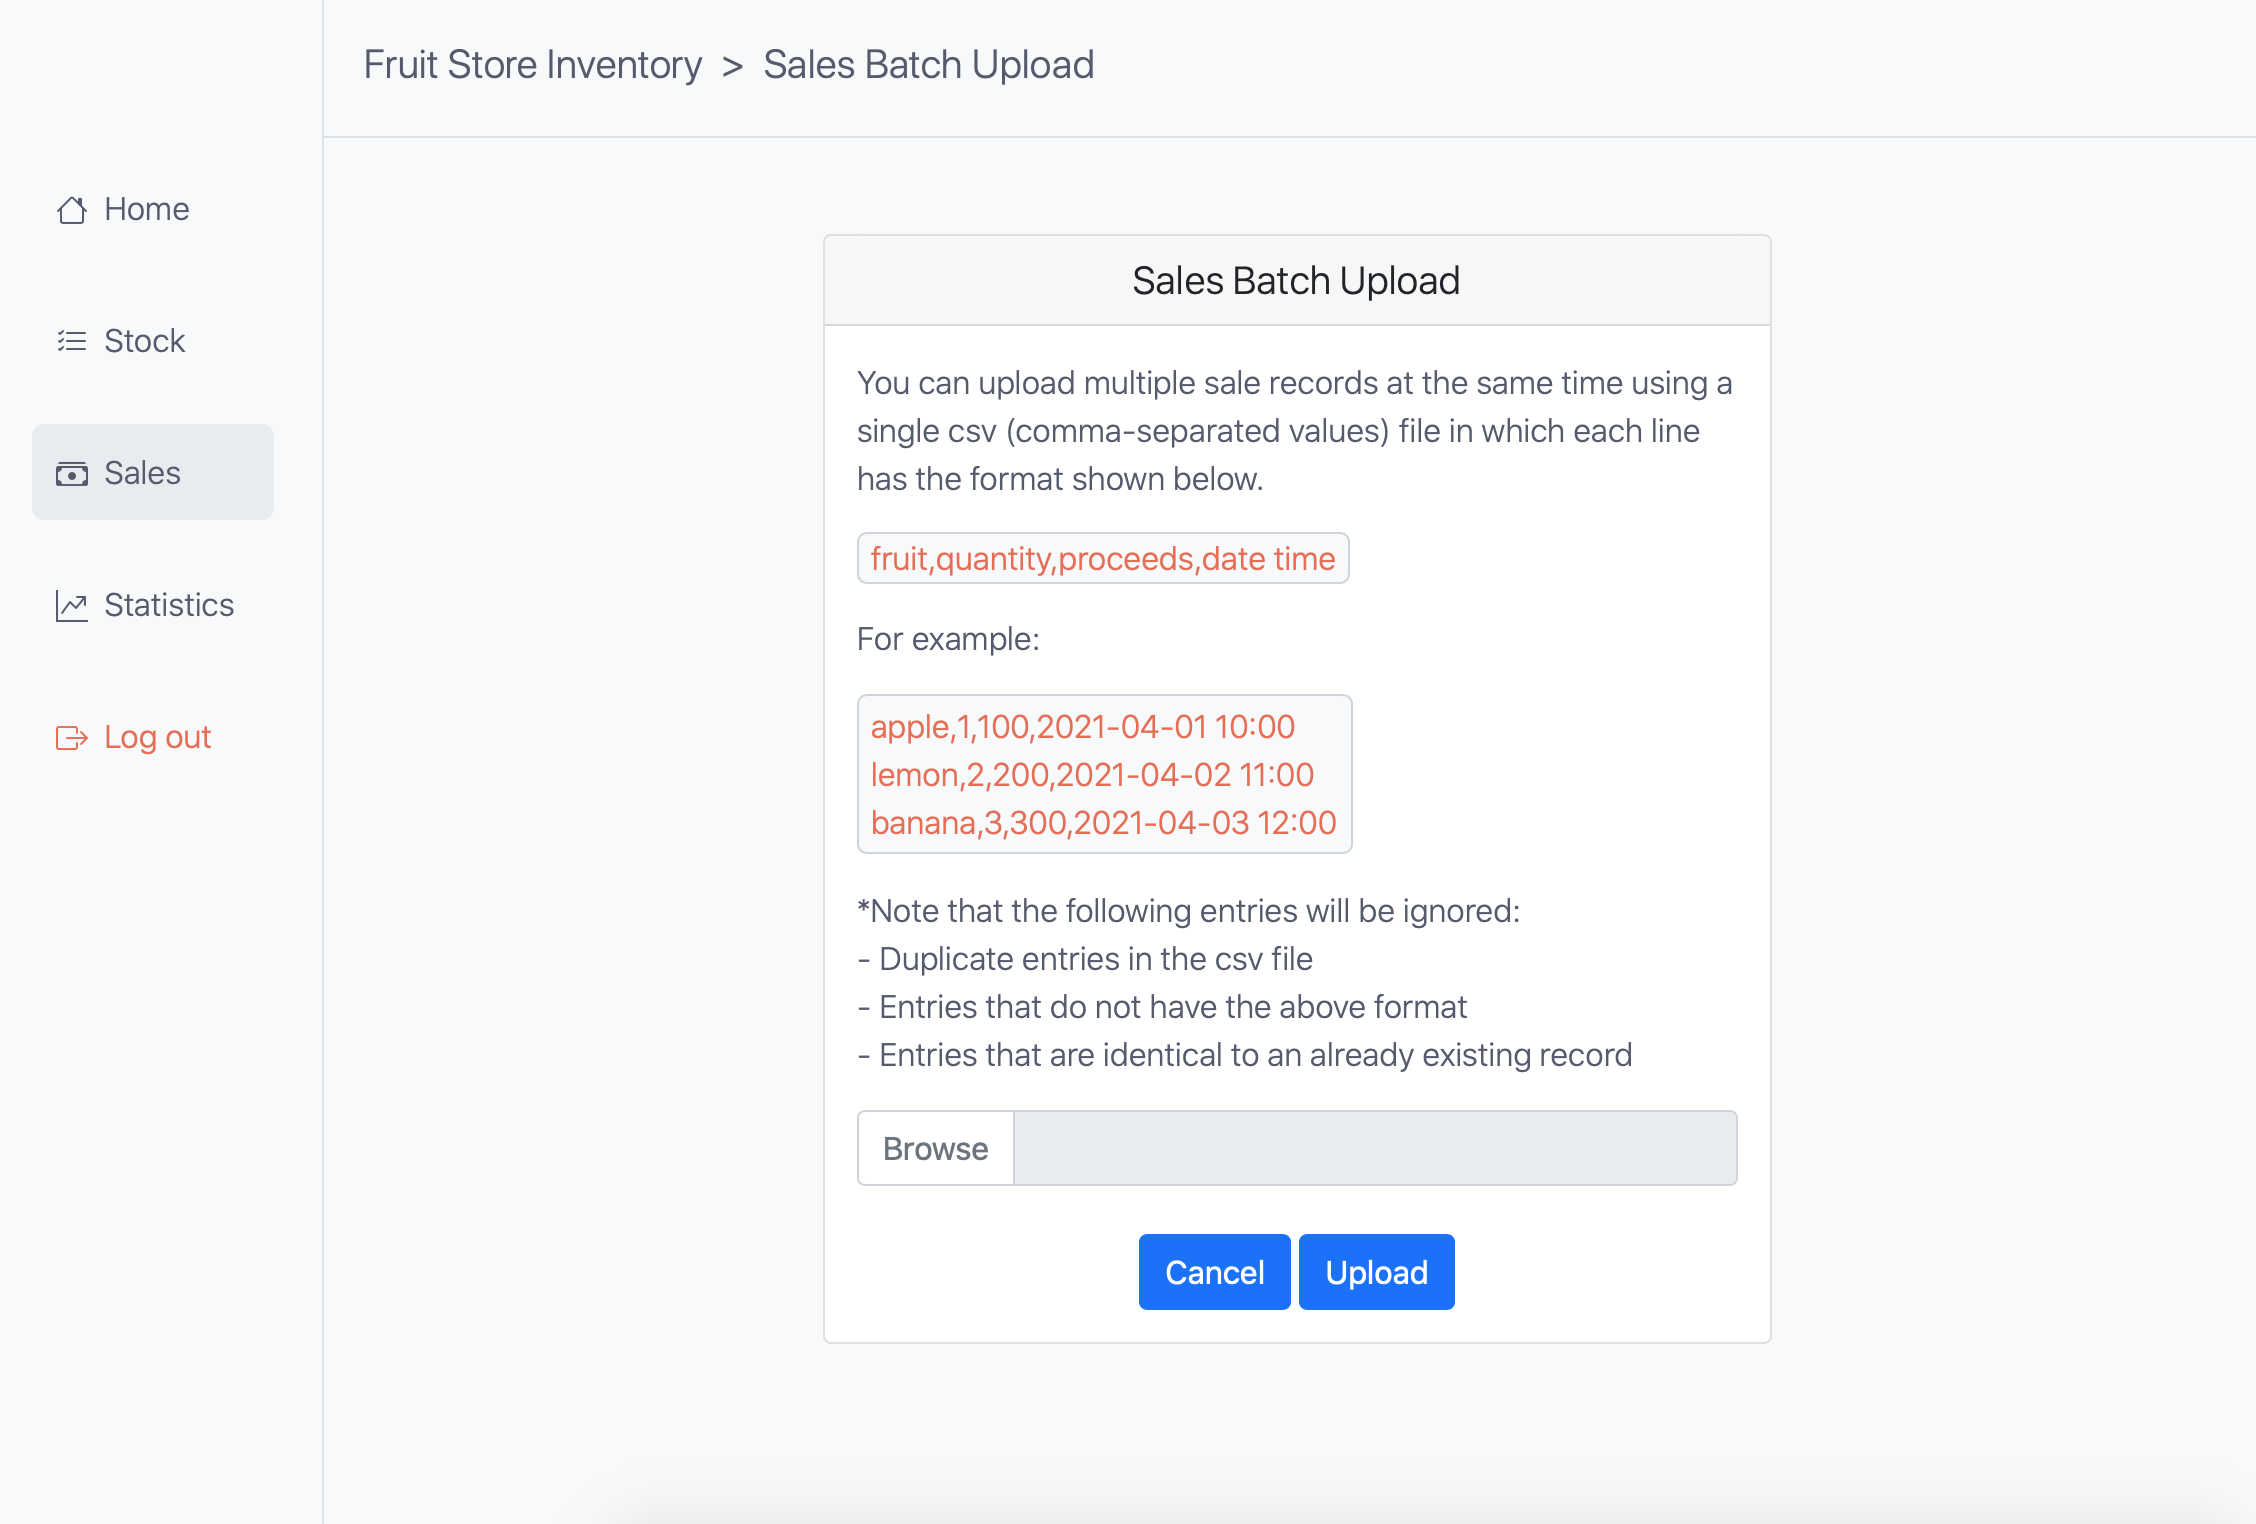 Fruit Store Inventory > Sales Batch Upload
Home
Stock
Sales
Statistics
Log out
Sales Batch Upload
You can upload multiple sale records at the same time using a
single csv (comma-separated values) file in which each line
has the format shown below.
fruit,quantity,proceeds,date time
For example:
apple,1,100,2021-04-01 10:00
lemon,2,200,2021-04-02 11:00
banana,3,300,2021-04-03 12:00
*Note that the following entries will be ignored:
- Duplicate entries in the csv file
- Entries that do not have the above format
- Entries that are identical to an already existing record
Browse
Cancel
Upload